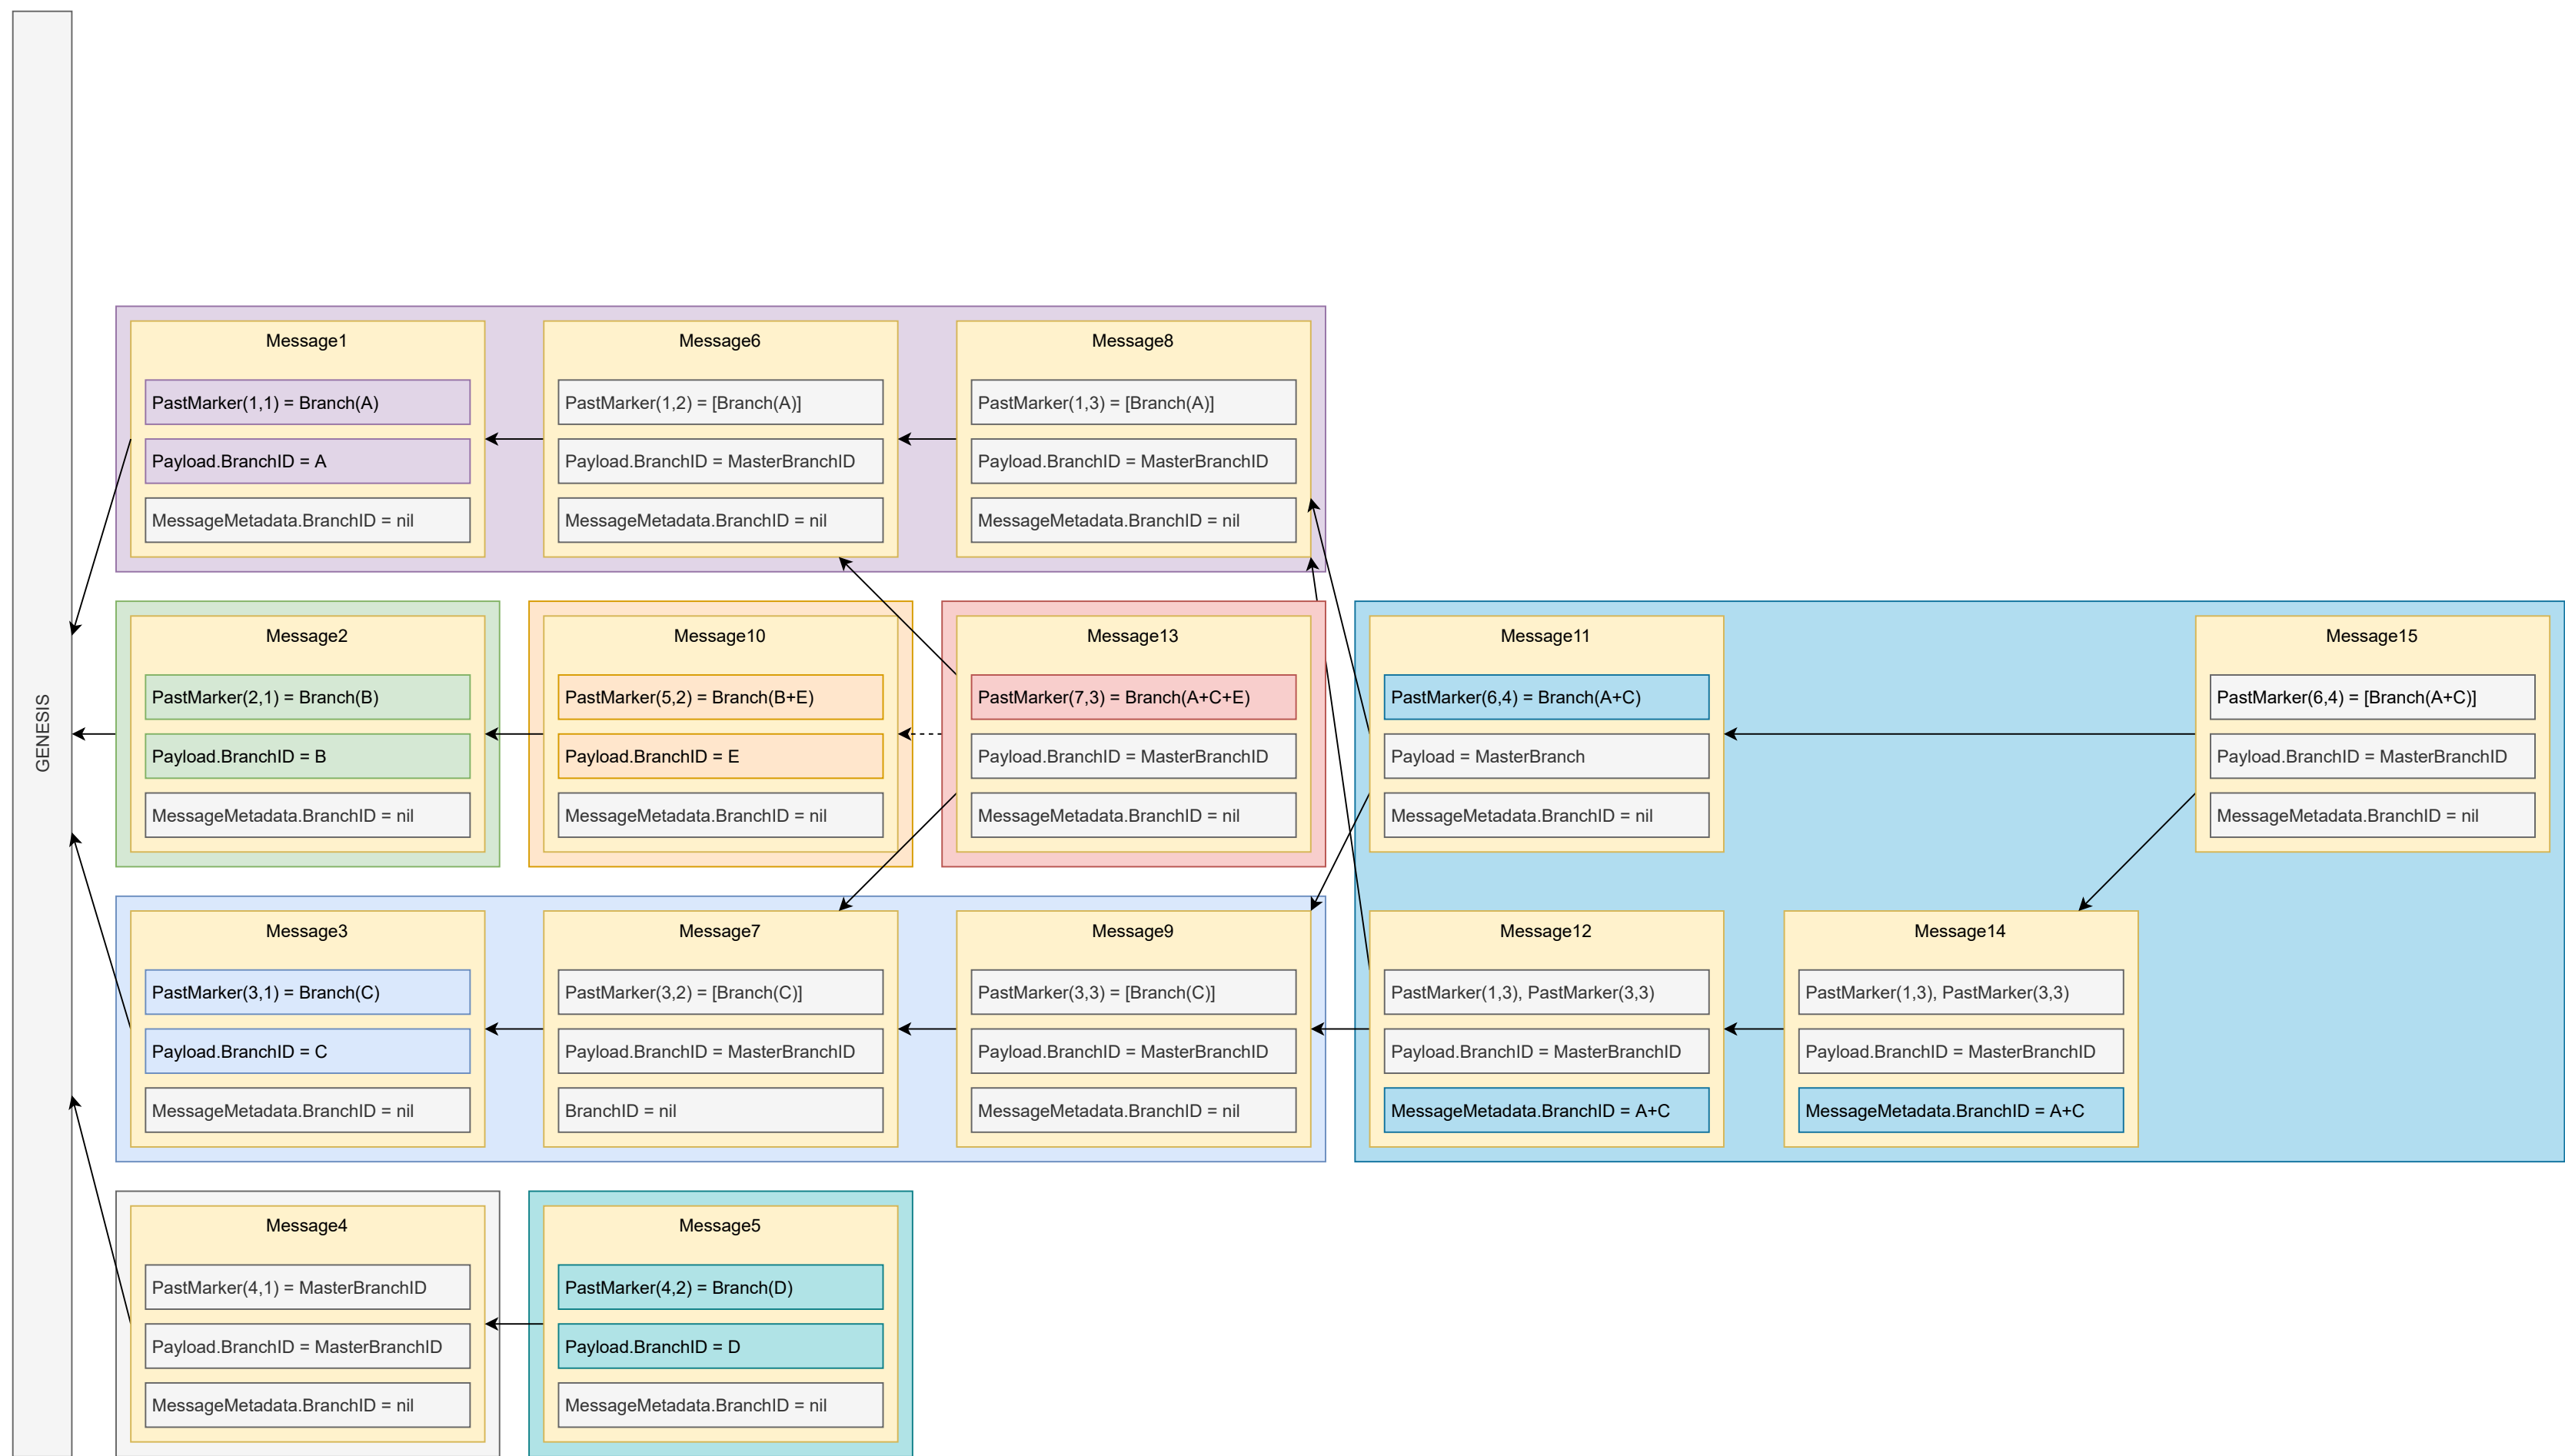 GENESIS
Message1
PastMarker(1,1) = Branch(A)
Payload.BranchID = A
MessageMetadata.BranchID = nil
Message6
PastMarker(1,2) = [Branch(A)]
Payload.BranchID = MasterBranchID
MessageMetadata.BranchID = nil
Message8
PastMarker(1,3) = [Branch(A)]
Payload.BranchID = MasterBranchID
MessageMetadata.BranchID = nil
Message2
PastMarker(2,1) = Branch(B)
Payload.BranchID = B
MessageMetadata.BranchID = nil
Message10
PastMarker(5,2) = Branch(B+E)
Payload.BranchID = E
MessageMetadata.BranchID = nil
Message13
PastMarker(7,3) = Branch(A+C+E)
Payload.BranchID = MasterBranchID
MessageMetadata.BranchID = nil
Message11
PastMarker(6,4) = Branch(A+C)
Payload = MasterBranch
MessageMetadata.BranchID = nil
Message15
PastMarker(6,4) = [Branch(A+C)]
Payload.BranchID = MasterBranchID
MessageMetadata.BranchID = nil
Message3
PastMarker(3,1) = Branch(C)
Payload.BranchID = C
MessageMetadata.BranchID = nil
Message7
PastMarker(3,2) = [Branch(C)]
Payload.BranchID = MasterBranchID
BranchID = nil
Message9
PastMarker(3,3) = [Branch(C)]
Payload.BranchID = MasterBranchID
MessageMetadata.BranchID = nil
Message12
PastMarker(1,3), PastMarker(3,3)
Payload.BranchID = MasterBranchID
MessageMetadata.BranchID = A+C
Message14
PastMarker(1,3), PastMarker(3,3)
Payload.BranchID = MasterBranchID
MessageMetadata.BranchID = A+C
Message4
PastMarker(4,1) = MasterBranchID
Payload.BranchID = MasterBranchID
MessageMetadata.BranchID = nil
Message5
PastMarker(4,2) = Branch(D)
Payload.BranchID = D
MessageMetadata.BranchID = nil